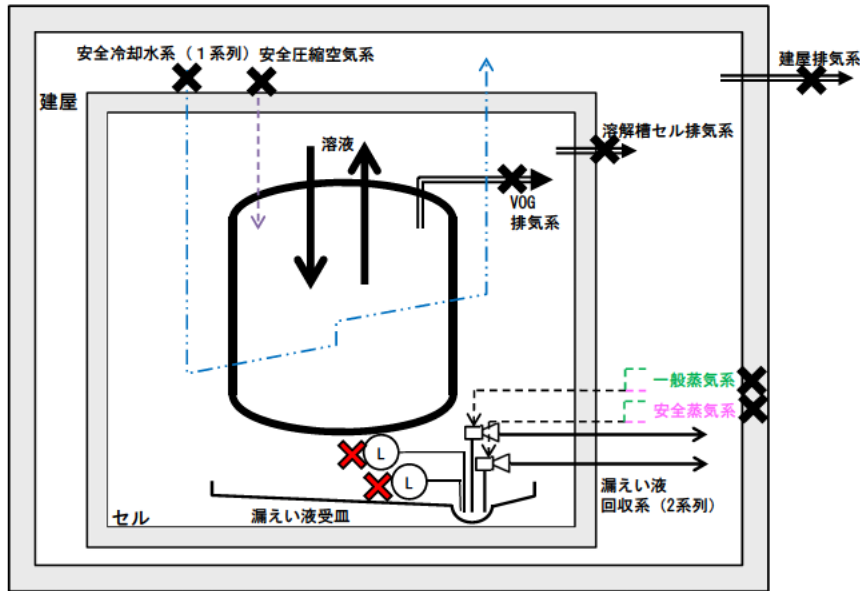 安全冷却水系（１系列）
安全圧縮空気系
建屋排気系
建屋
溶解槽セル排気系
溶液
VOG
排気系
一般蒸気系
安全蒸気系
L
L
漏えい液
回収系（2系列）
セル
漏えい液受皿